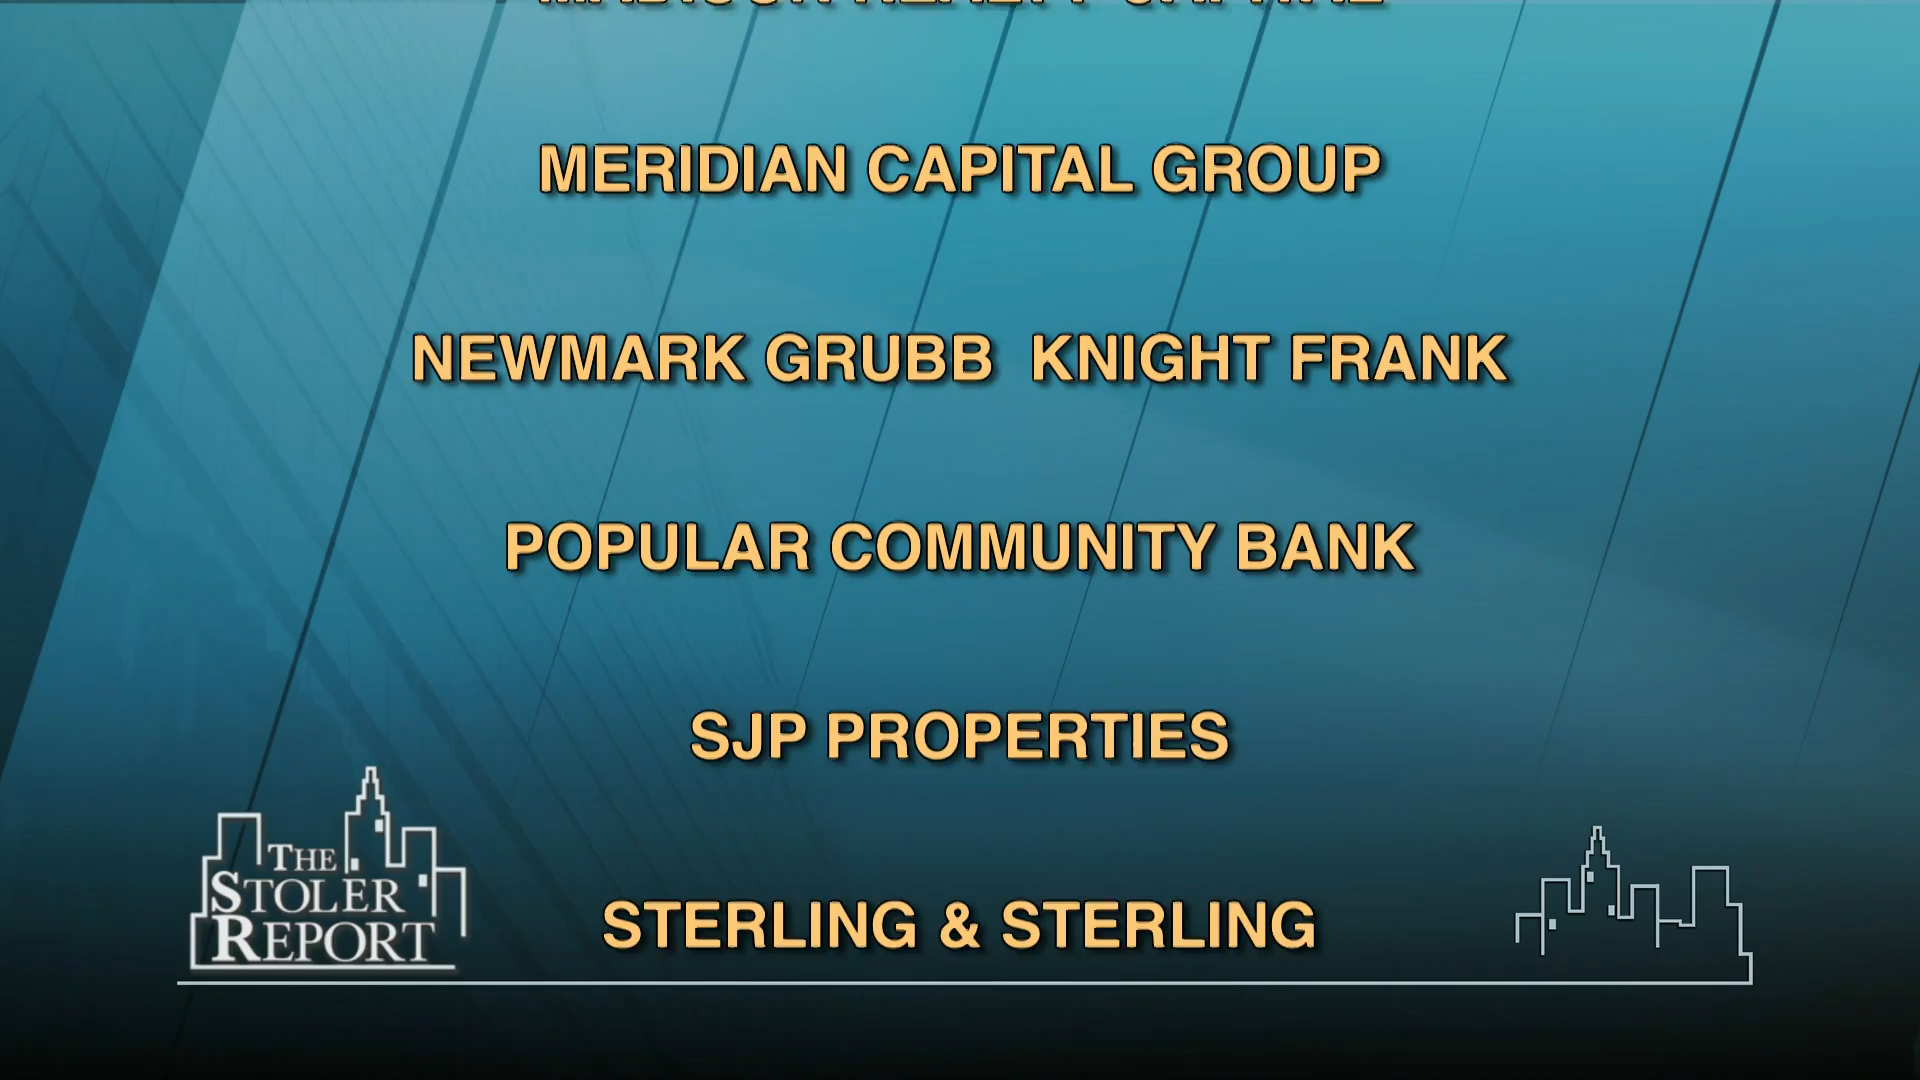 MERIDIAN CAPITAL GROUP
NEWMARK GRUBB  KNIGHT FRANK
POPULAR COMMUNITY BANK
SJP PROPERTIES
STERLING & STERLING
THE
STOLER
REPORT